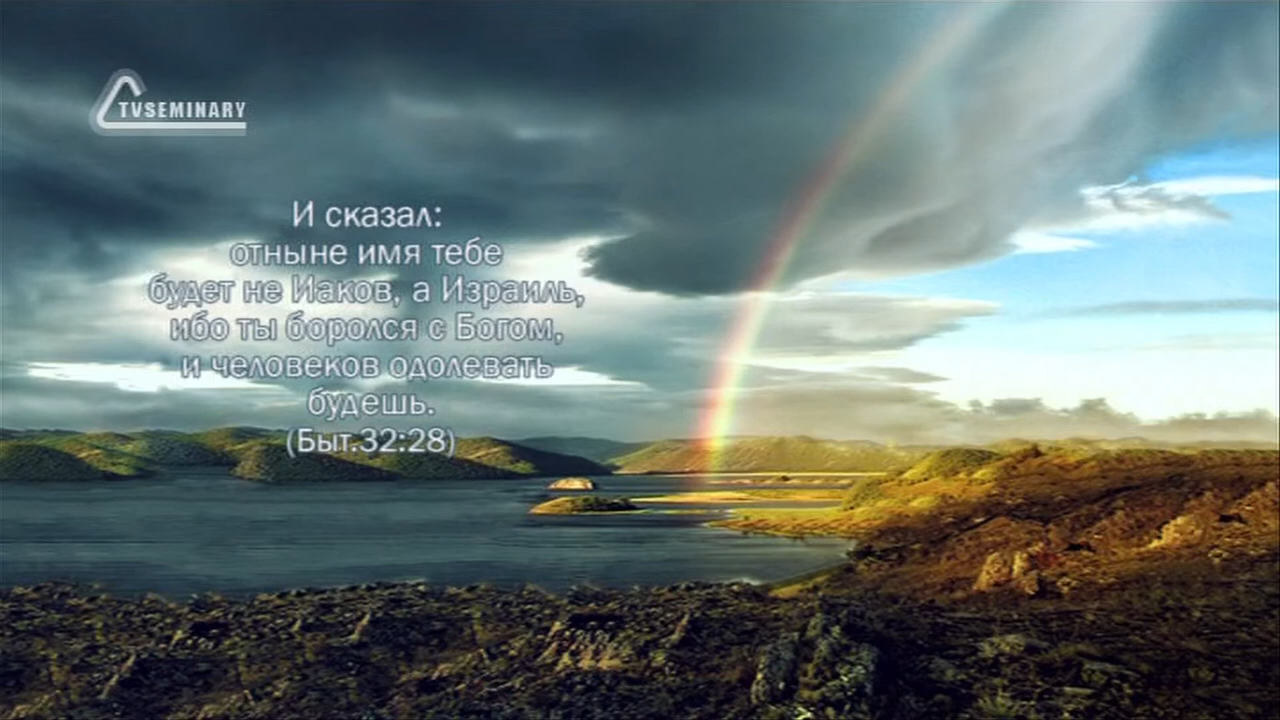 TVSEMINARY
И сказал:
отныне имя тебе
будет не Иаков, а Израиль,
ибо ты боролся с Богом,
и человеков одолевать
будешь.
(Быт.32:28)